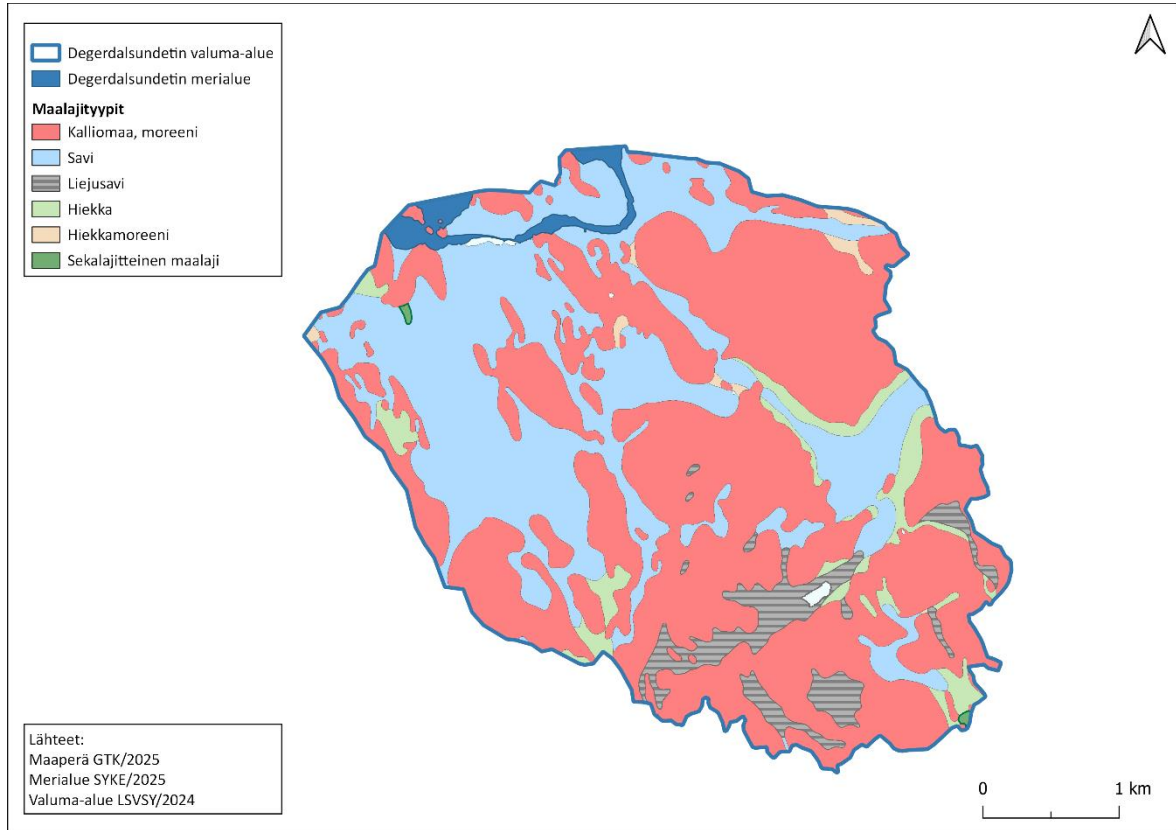 Degerdalsundetin valuma-alue
Degerdalsundetin merialue
Maalajityypit
Kalliomaa, moreeni
Savi
Liejusavi
Hiekka
Hiekkamoreeni
Sekalajitteinen maalaji
Lähteet:
Maaperä GTK/2025
Merialue SYKE/2025
Valuma-alue LSVSY/2024
0 1 km